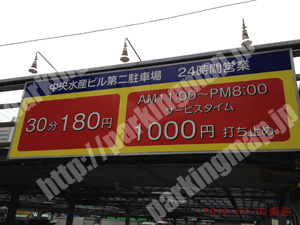 中央水産ビル第二駐車場 24時間営業
30分 180円
AM11:00～PM8:00
サービスタイム
1000円 打ち止め
http://www.parkingmap.jp